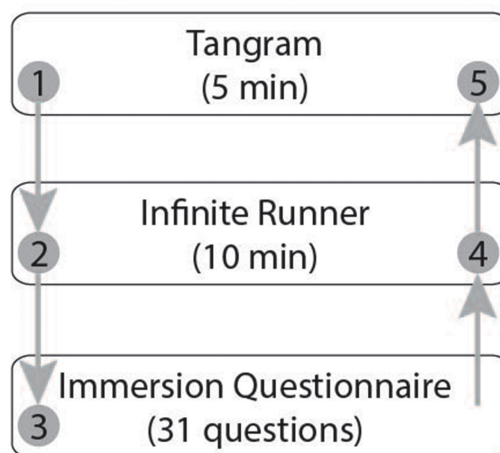 Tangram
1
(5 min)
5
Infinite Runner
2
(10 min)
4
Immersion Questionnaire
3
(31 questions)